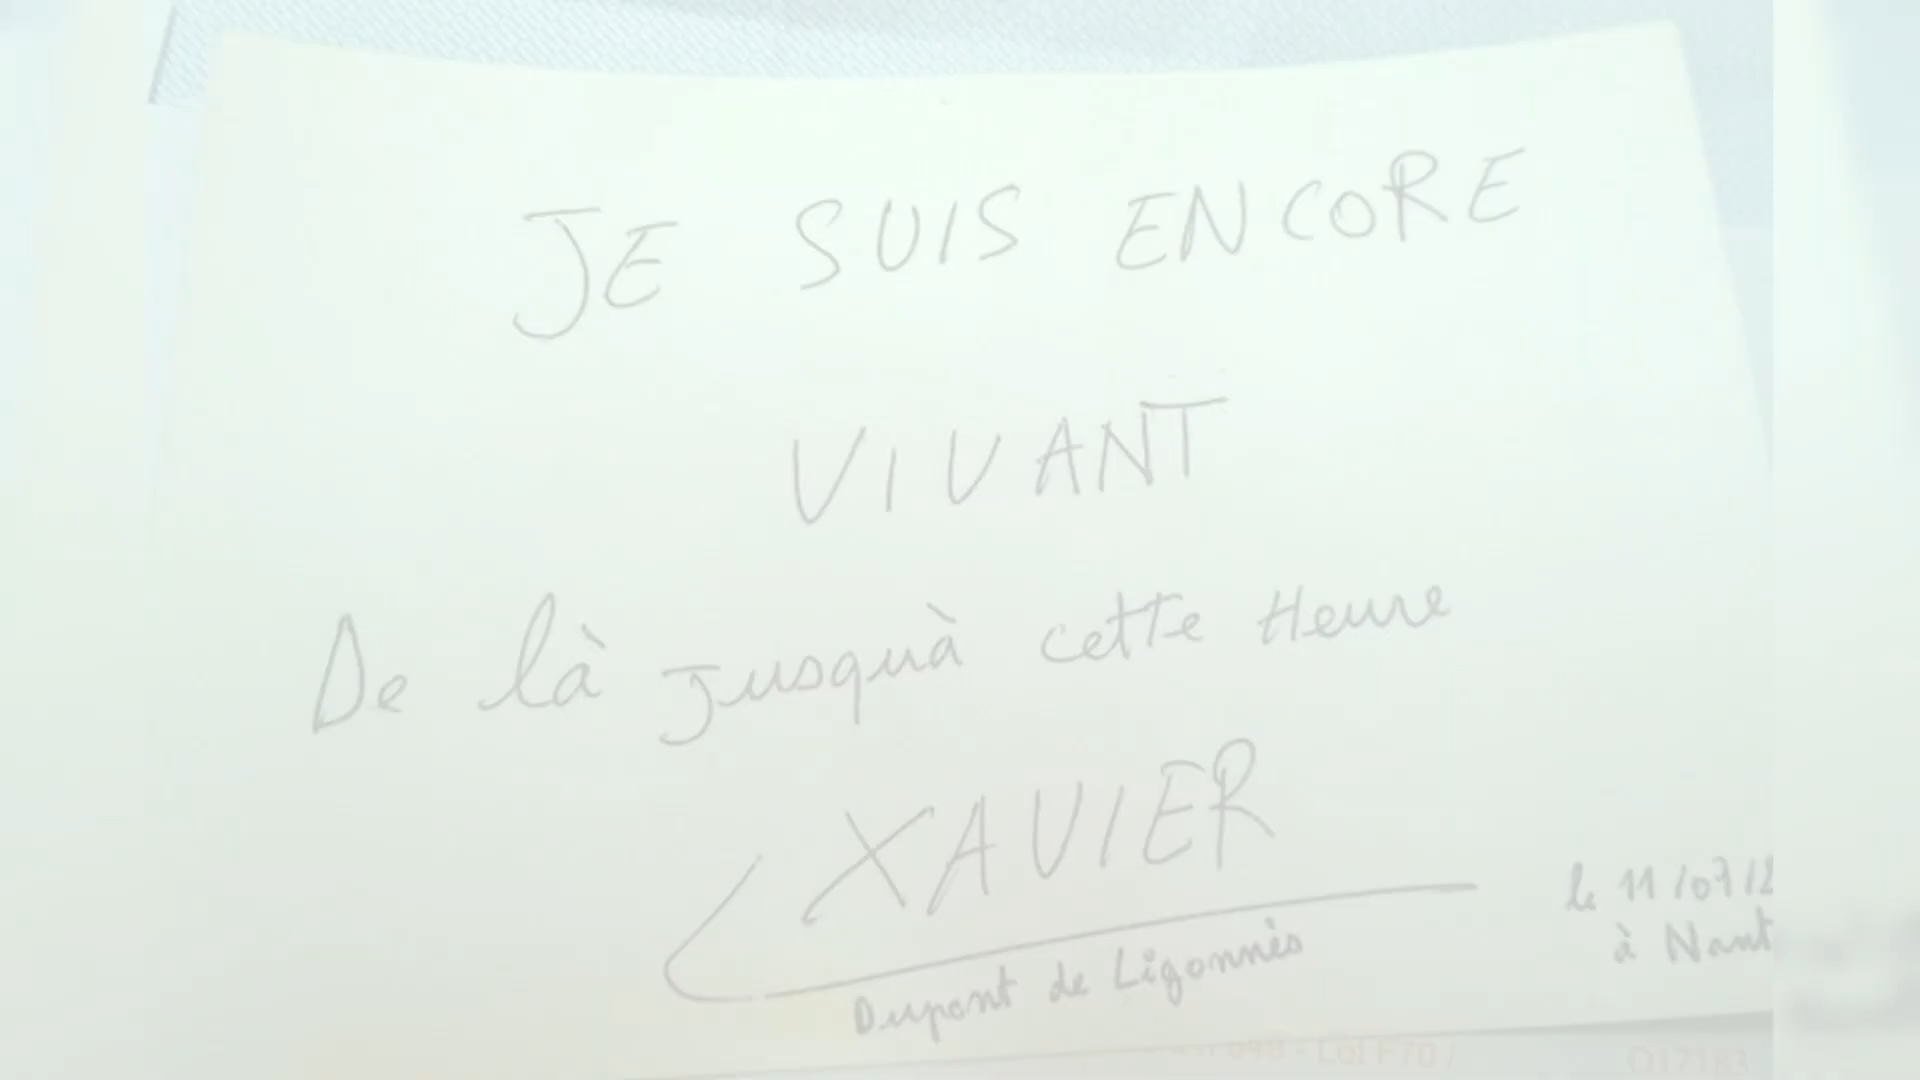 JE SUIS ENCORE
VIVANT
De là jusquà cette Heure
XAVIER
Dupont de Ligonnès
le 11/07/1
à Nant